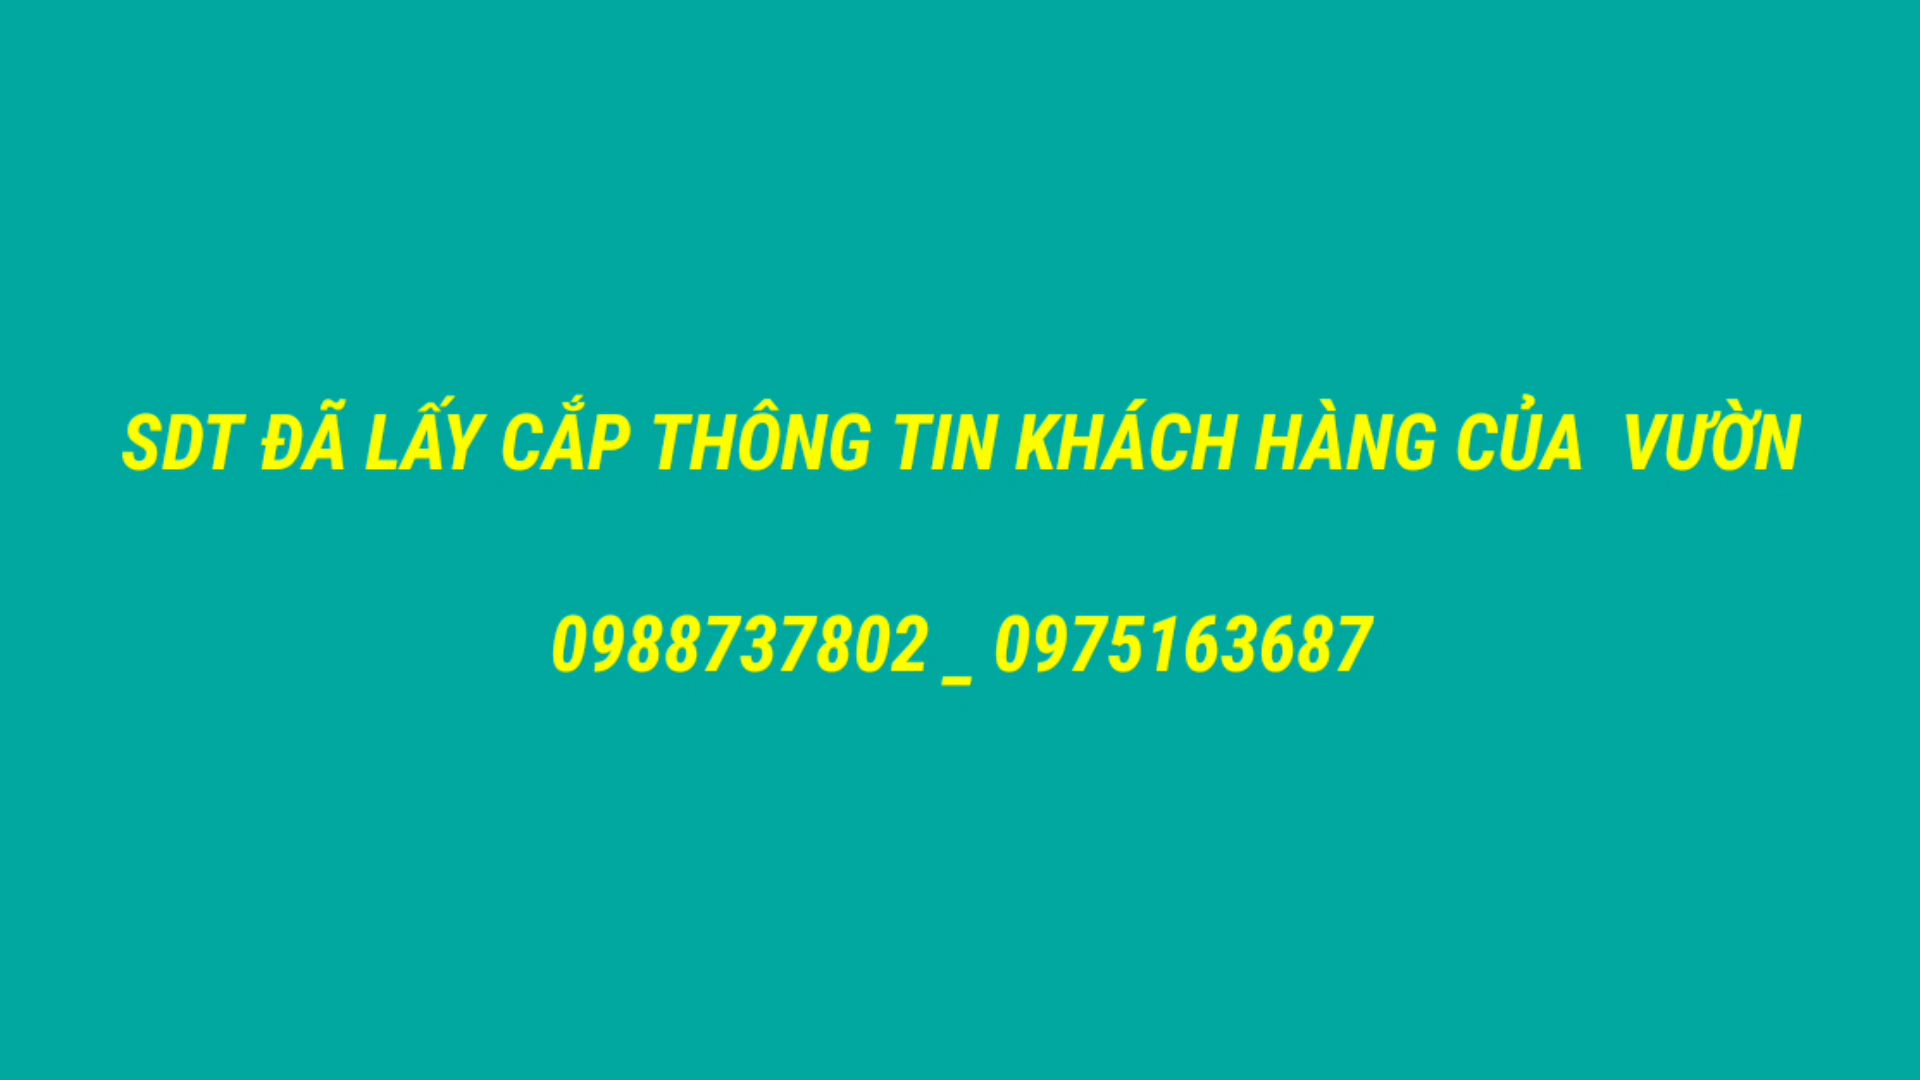 SDT ĐÃ LẤY CẮP THÔNG TIN KHÁCH HÀNG CỦA  VƯỜN
0988737802 _ 0975163687